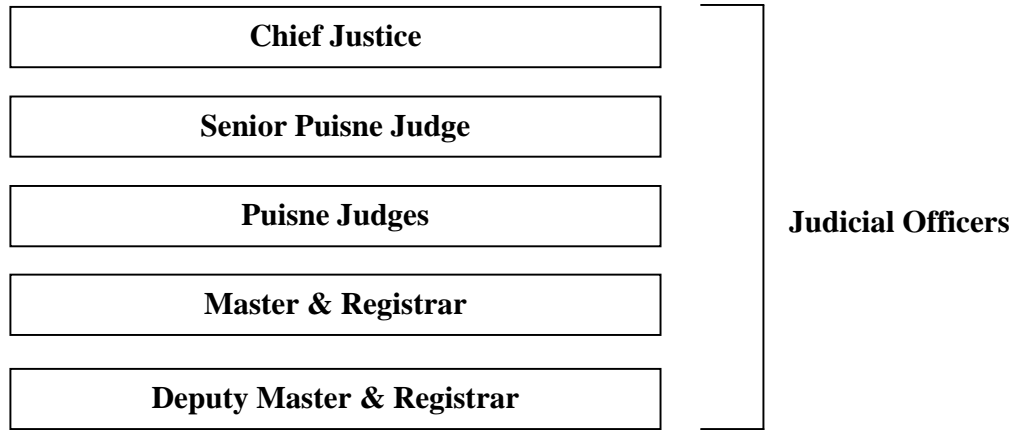 Chief Justice
Senior Puisne Judge
Puisne Judges
Judicial Officers
Master & Registrar
Deputy Master & Registrar